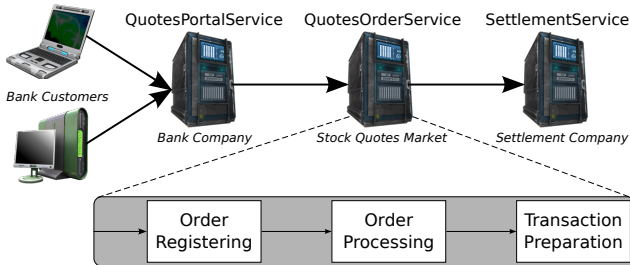 QuotesPortalService
QuotesOrderService
SettlementService
Bank Customers
Bank Company
Stock Quotes Market
Settlement Company
Order
Registering
Order
Processing
Transaction
Preparation